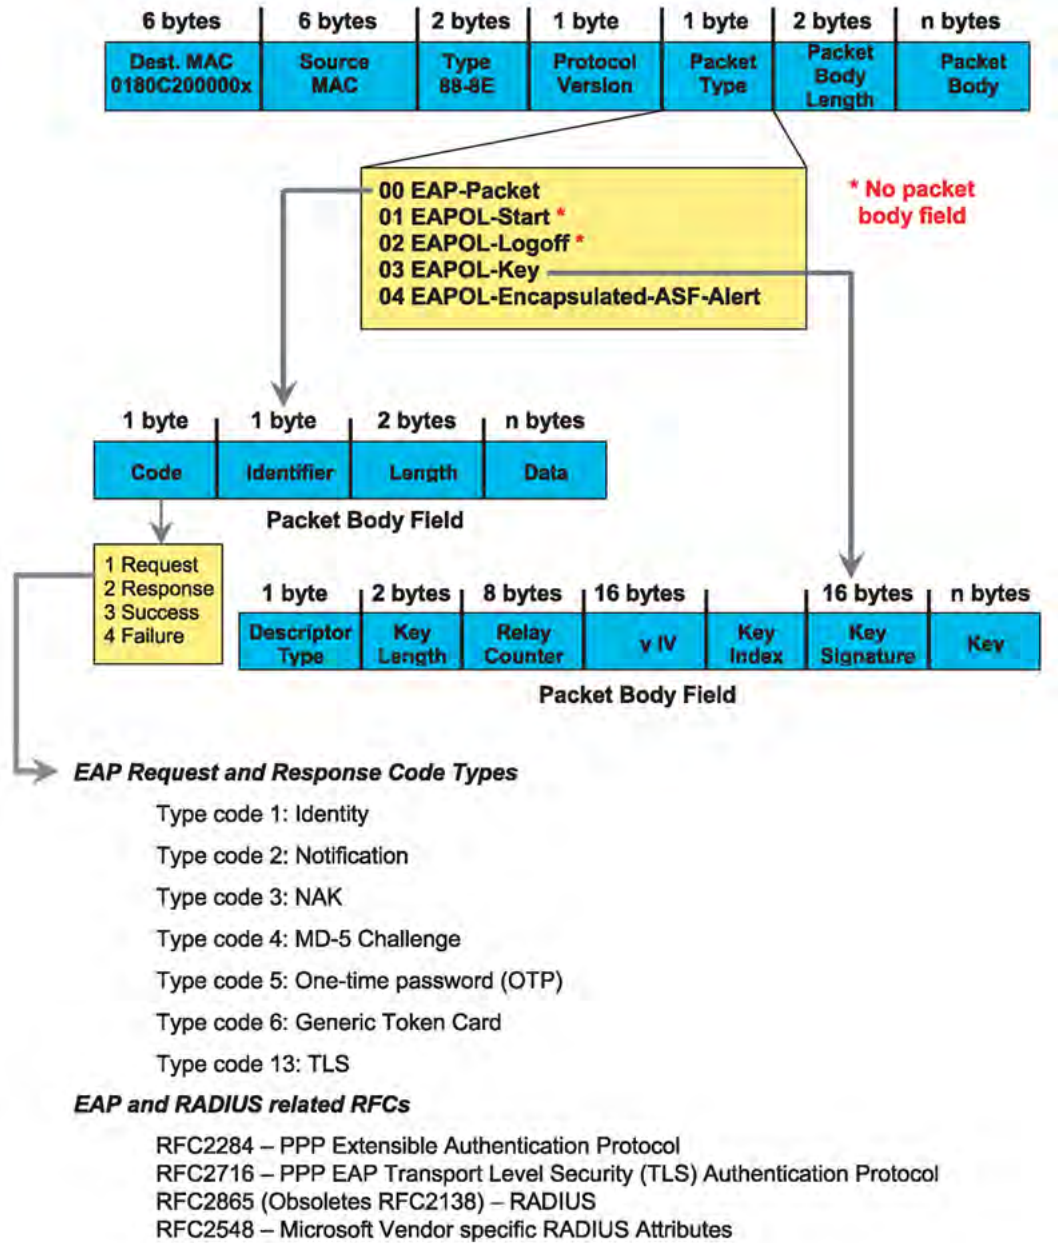 6 bytes 6 bytes 2 bytes 1 byte 1 byte 2 bytes n bytes
Dest. MAC 0180C200000x
Source MAC
Type 88-8E
Protocol Version
Packet Type
Packet Body Length
Packet Body
00 EAP-Packet
01 EAPOL-Start *
02 EAPOL-Logoff *
03 EAPOL-Key
04 EAPOL-Encapsulated-ASF-Alert
* No packet
body field
1 byte 1 byte 2 bytes n bytes
Code Identifier Length Data
Packet Body Field
1 Request
2 Response
3 Success
4 Failure
1 byte 2 bytes 8 bytes 16 bytes 16 bytes n bytes
Descriptor Type
Key Length
Relay Counter
v IV
Key Index
Key Signature
Key
Packet Body Field
EAP Request and Response Code Types
Type code 1: Identity
Type code 2: Notification
Type code 3: NAK
Type code 4: MD-5 Challenge
Type code 5: One-time password (OTP)
Type code 6: Generic Token Card
Type code 13: TLS
EAP and RADIUS related RFCs
RFC2284 – PPP Extensible Authentication Protocol
RFC2716 – PPP EAP Transport Level Security (TLS) Authentication Protocol
RFC2865 (Obsoletes RFC2138) – RADIUS
RFC2548 – Microsoft Vendor specific RADIUS Attributes